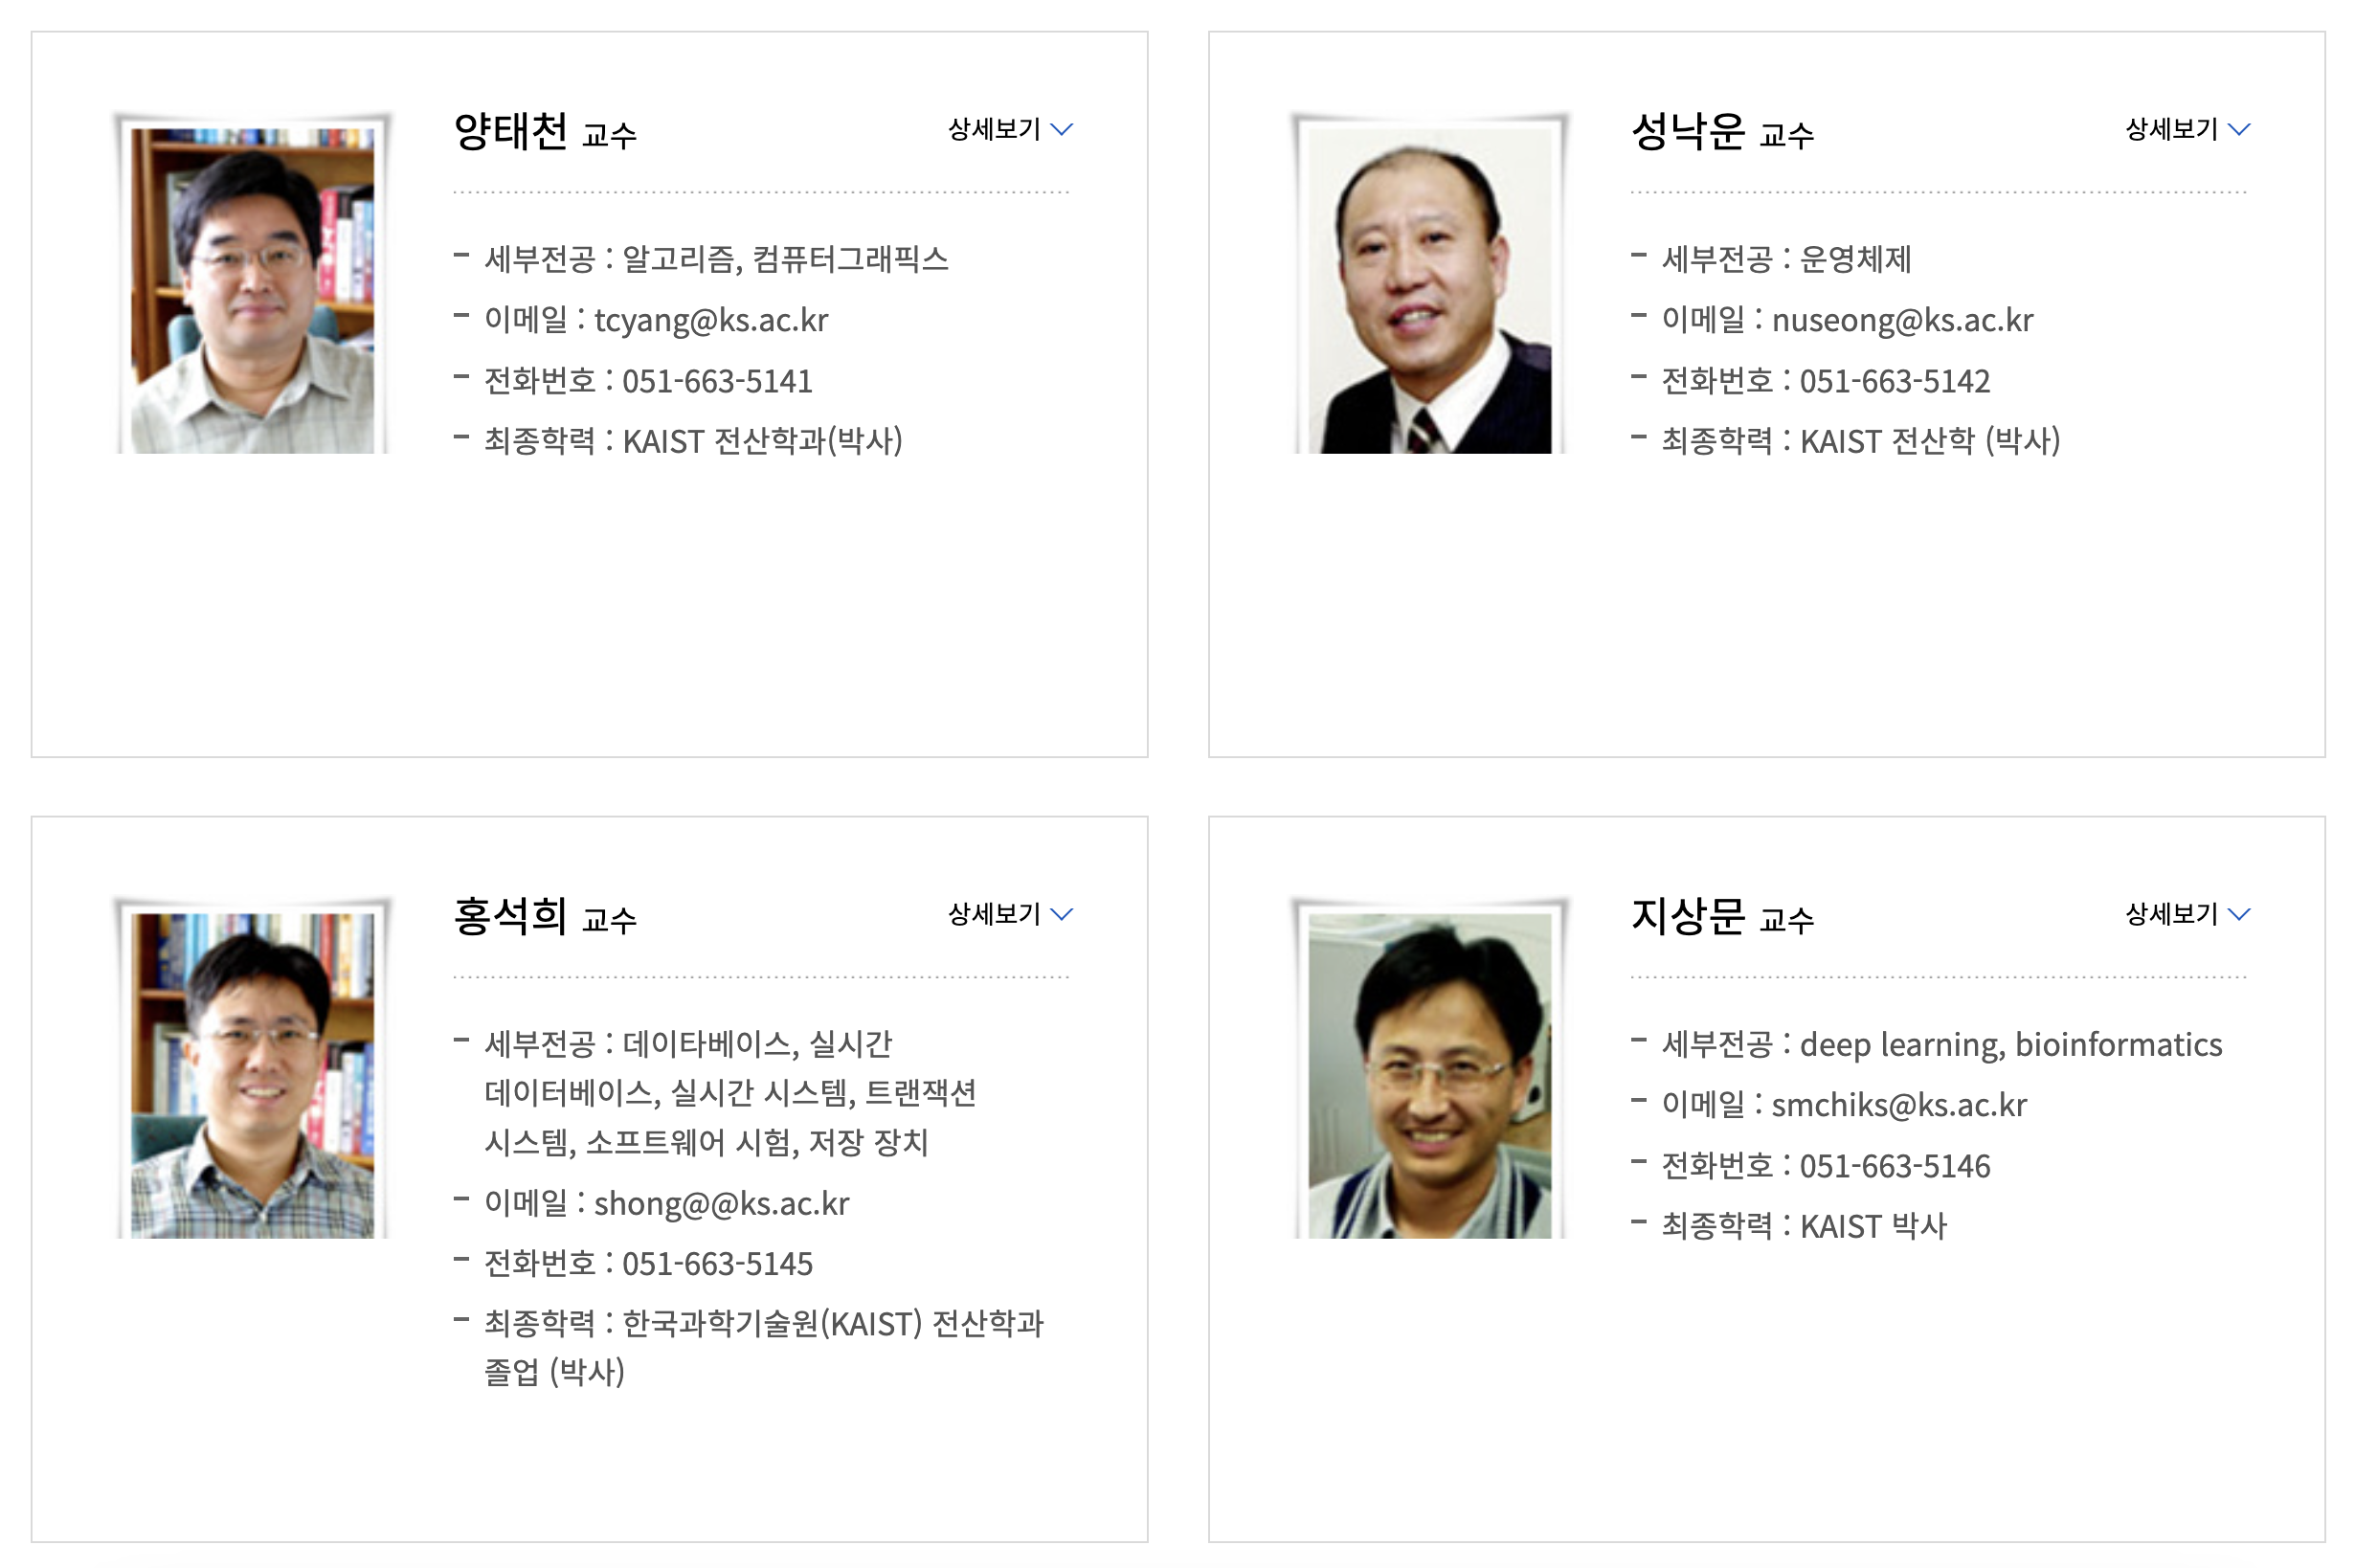 양태천 교수
상세보기
- 세부전공 : 알고리즘, 컴퓨터그래픽스
- 이메일 : tcyang@ks.ac.kr
- 전화번호 : 051-663-5141
- 최종학력 : KAIST 전산학과(박사)
성낙운 교수
상세보기
- 세부전공 : 운영체제
- 이메일 : nuseong@ks.ac.kr
- 전화번호 : 051-663-5142
- 최종학력 : KAIST 전산학 (박사)
홍석희 교수
상세보기
- 세부전공 : 데이타베이스, 실시간
데이터베이스, 실시간 시스템, 트랜잭션
시스템, 소프트웨어 시험, 저장 장치
- 이메일 : shong@@ks.ac.kr
- 전화번호 : 051-663-5145
- 최종학력 : 한국과학기술원(KAIST) 전산학과
졸업 (박사)
지상문 교수
상세보기
- 세부전공 : deep learning, bioinformatics
- 이메일 : smchiks@ks.ac.kr
- 전화번호 : 051-663-5146
- 최종학력 : KAIST 박사